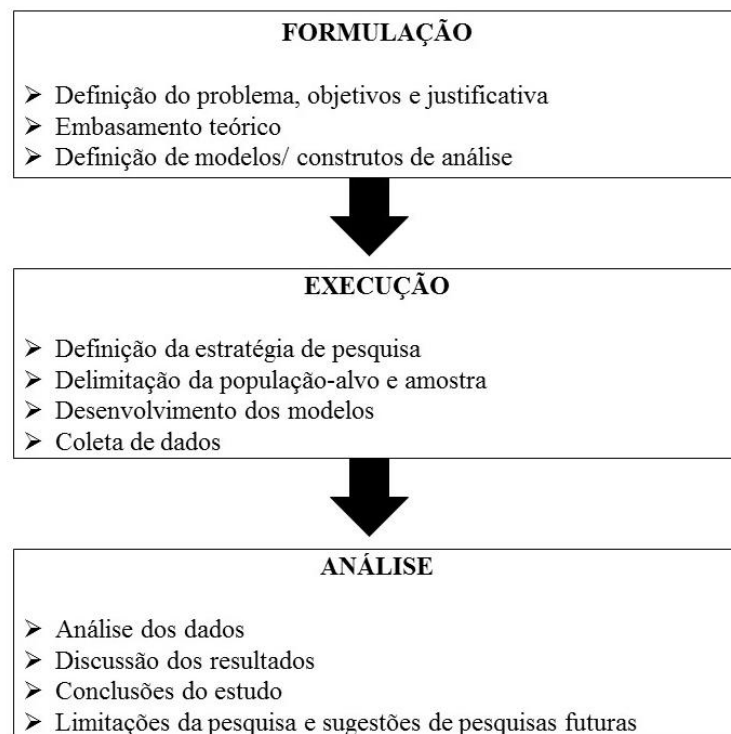 FORMULAÇÃO
➢ Definição do problema, objetivos e justificativa
➢ Embasamento teórico
➢ Definição de modelos/ construtos de análise
EXECUÇÃO
➢ Definição da estratégia de pesquisa
➢ Delimitação da população-alvo e amostra
➢ Desenvolvimento dos modelos
➢ Coleta de dados
ANÁLISE
➢ Análise dos dados
➢ Discussão dos resultados
➢ Conclusões do estudo
➢ Limitações da pesquisa e sugestões de pesquisas futuras